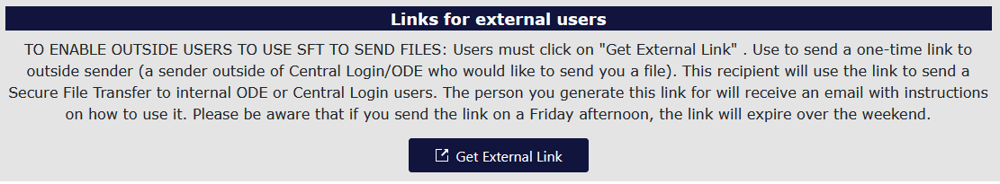 Links for external users
TO ENABLE OUTSIDE USERS TO USE SFT TO SEND FILES: Users must click on "Get External Link" . Use to send a one-time link to
outside sender (a sender outside of Central Login/ODE who would like to send you a file). This recipient will use the link to send a
Secure File Transfer to internal ODE or Central Login users. The person you generate this link for will receive an email with instructions
on how to use it. Please be aware that if you send the link on a Friday afternoon, the link will expire over the weekend.
Get External Link